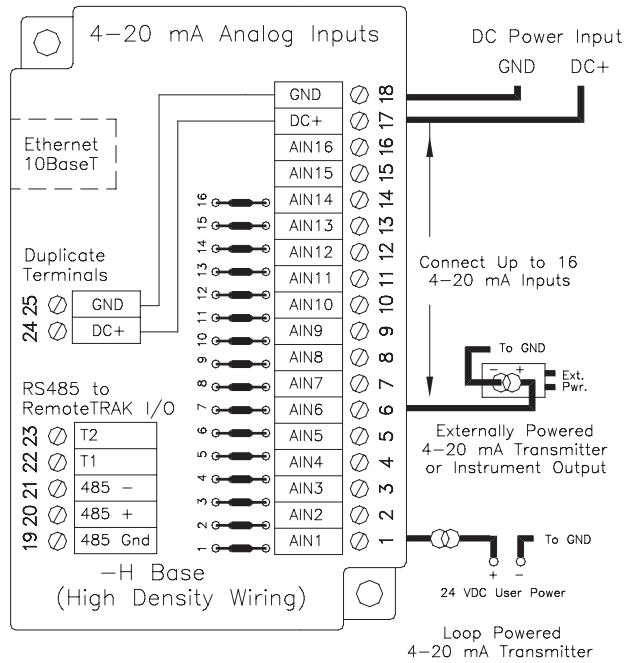 4-20 mA Analog Inputs
DC Power Input
GND DC+
GND 18
DC+ 17
AIN16 16
AIN15 15
AIN14 14
AIN13 13
AIN12 12
AIN11 11
AIN10 10
AIN9 9
AIN8 8
AIN7 7
AIN6 6
AIN5 5
AIN4 4
AIN3 3
AIN2 2
AIN1 1
16
15
14
13
12
11
10
9
8
7
6
5
4
3
2
1
Ethernet
10BaseT
Duplicate
Terminals
25 GND
24 DC+
RS485 to
RemoteTRAK I/O
23 T2
22 T1
21 485 -
20 485 +
19 485 Gnd
-H Base
(High Density Wiring)
Connect Up to 16
4-20 mA Inputs
To GND
- +
Ext.
Pwr.
Externally Powered
4-20 mA Transmitter
or Instrument Output
To GND
+ -
24 VDC User Power
Loop Powered
4-20 mA Transmitter